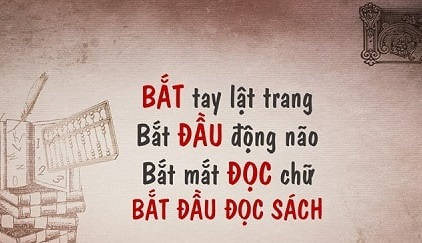 BẮT tay lật trang
Bắt ĐẦU động não
Bắt mắt ĐỌC chữ
BẮT ĐẦU ĐỌC SÁCH